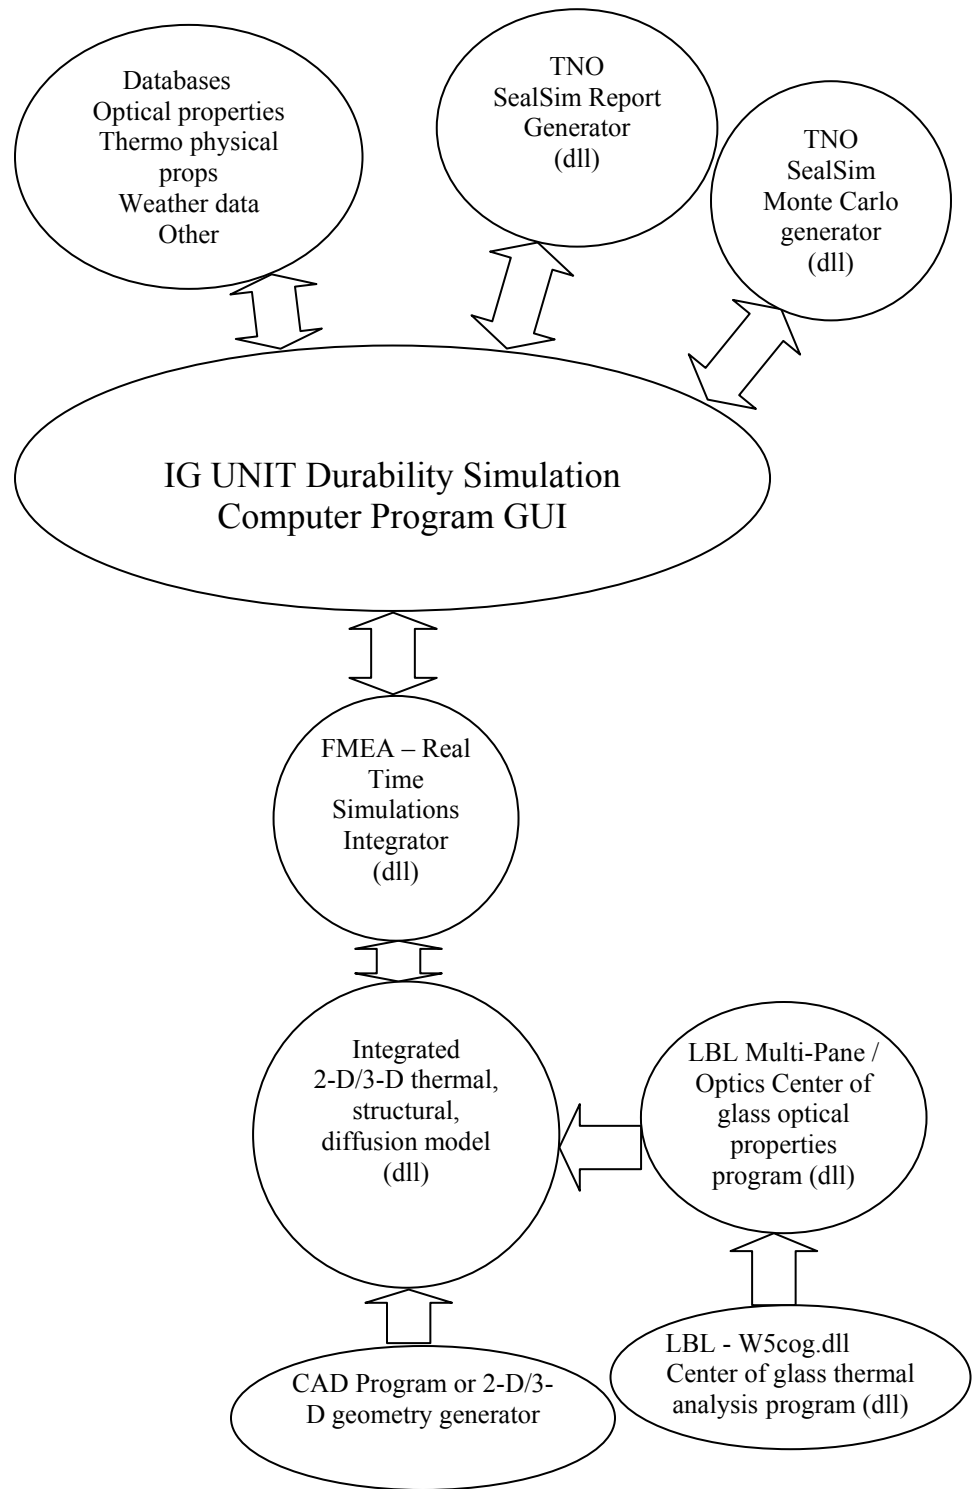 Databases
Optical properties
Thermo physical
props
Weather data
Other
TNO
SealSim Report
Generator
(dll)
TNO
SealSim
Monte Carlo
generator
(dll)
IG UNIT Durability Simulation
Computer Program GUI
FMEA – Real
Time
Simulations
Integrator
(dll)
Integrated
2-D/3-D thermal,
structural,
diffusion model
(dll)
LBL Multi-Pane /
Optics Center of
glass optical
properties
program (dll)
CAD Program or 2-D/3-
D geometry generator
LBL - W5cog.dll
Center of glass thermal
analysis program (dll)